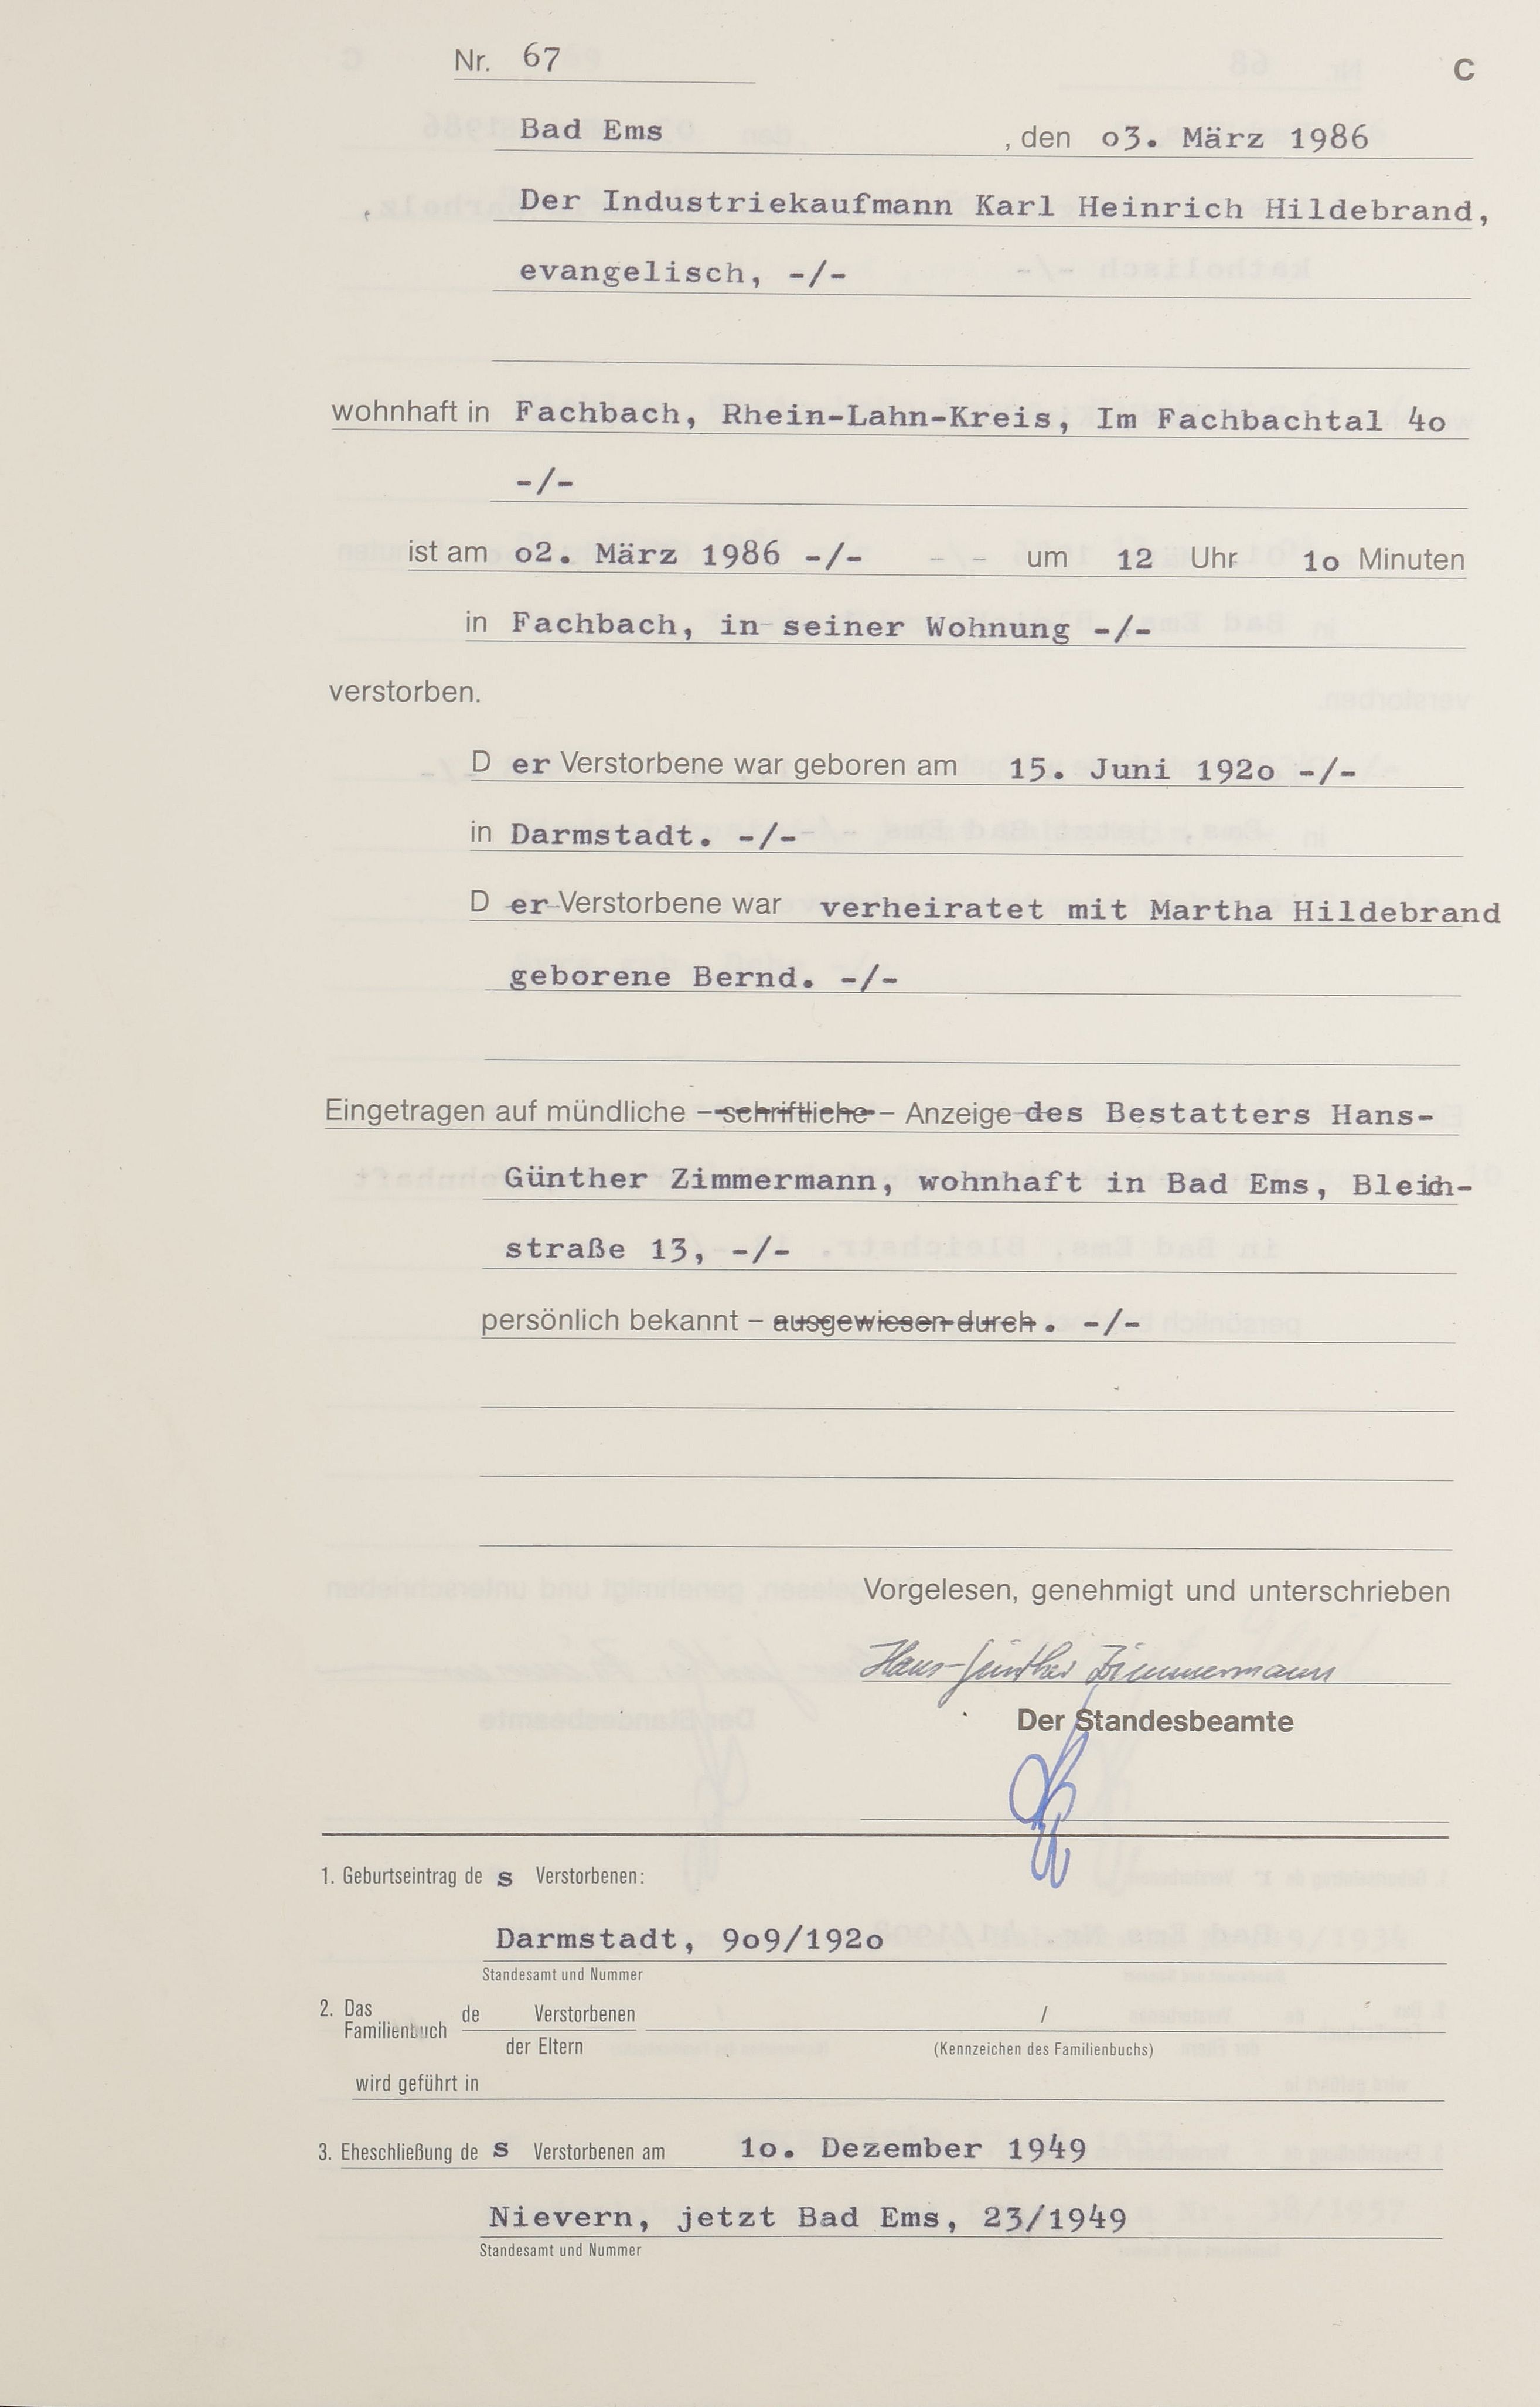 Nr. 67
C
Bad Ems , den o3. März 1986
Der Industriekaufmann Karl Heinrich Hildebrand,
evangelisch, -/-
wohnhaft in Fachbach, Rhein-Lahn-Kreis, Im Fachbachtal 4o
-/-
ist am o2. März 1986 -/- - - um 12 Uhr 1o Minuten
in Fachbach, in seiner Wohnung -/-
verstorben.
D er Verstorbene war geboren am 15. Juni 192o -/-
in Darmstadt. -/-
D er Verstorbene war verheiratet mit Martha Hildebrand
geborene Bernd. -/-
Eingetragen auf mündliche – schriftliche – Anzeige des Bestatters Hans-
Günther Zimmermann, wohnhaft in Bad Ems, Bleich-
straße 13, -/-
persönlich bekannt – ausgewiesen durch . -/-
Vorgelesen, genehmigt und unterschrieben
Hans-Günther Zimmermann
Der Standesbeamte
1. Geburtseintrag de s Verstorbenen:
Darmstadt, 9o9/192o
Standesamt und Nummer
2. Das Familienbuch de Verstorbenen /
der Eltern (Kennzeichen des Familienbuchs)
wird geführt in
3. Eheschließung de s Verstorbenen am 1o. Dezember 1949
Nievern, jetzt Bad Ems, 23/1949
Standesamt und Nummer